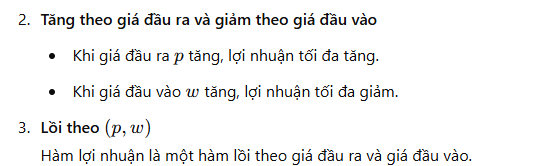 2. Tăng theo giá đầu ra và giảm theo giá đầu vào
• Khi giá đầu ra p tăng, lợi nhuận tối đa tăng.
• Khi giá đầu vào w tăng, lợi nhuận tối đa giảm.
3. Lồi theo (p, w)
Hàm lợi nhuận là một hàm lồi theo giá đầu ra và giá đầu vào.